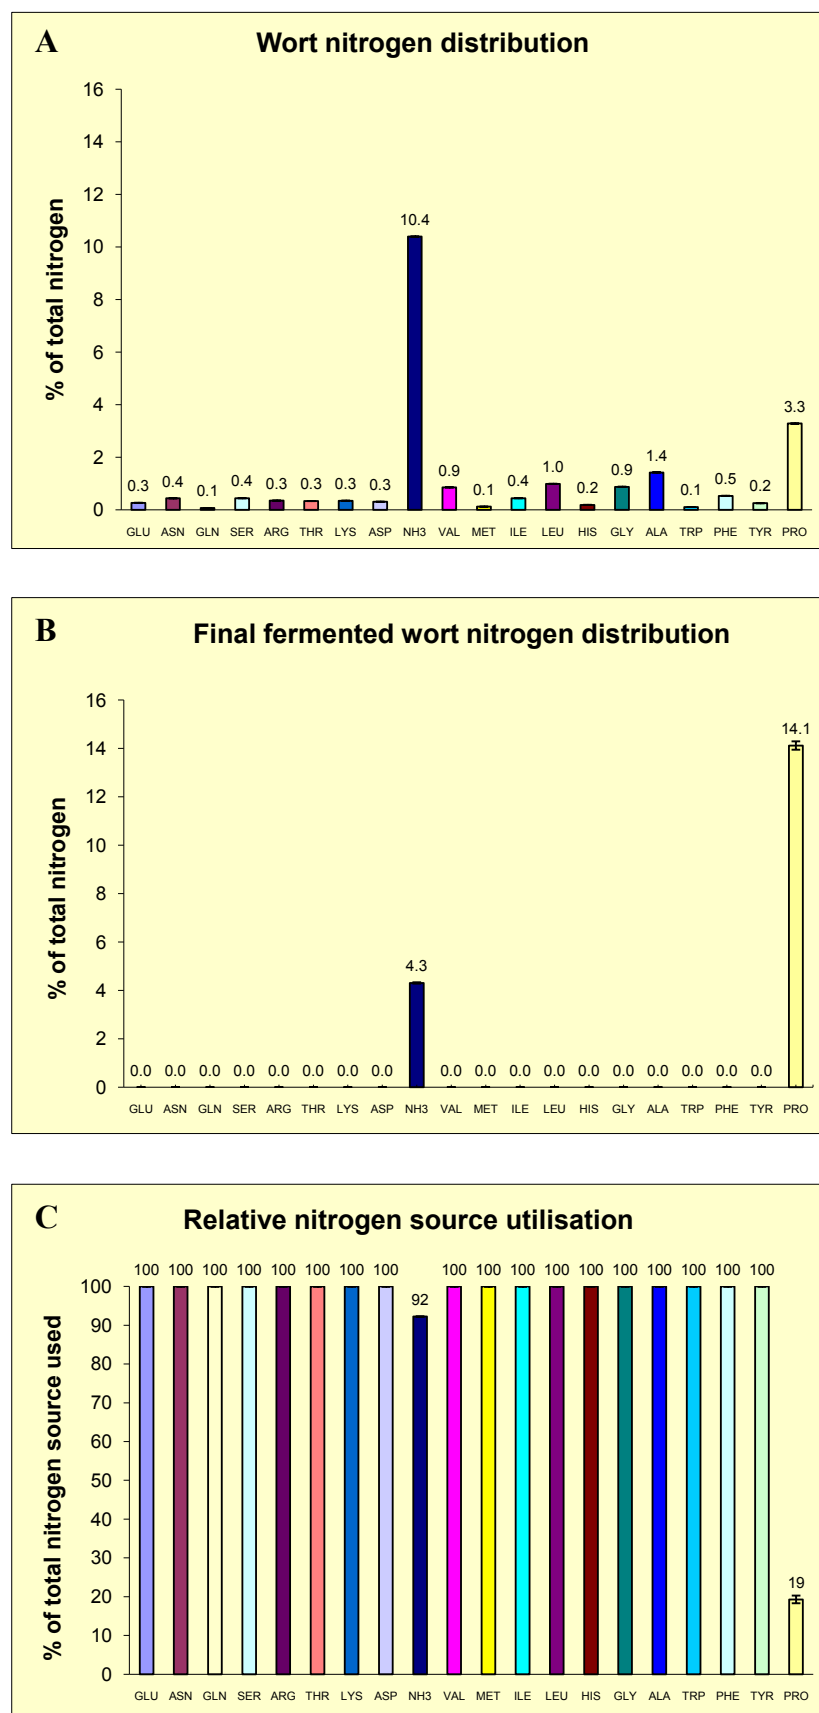 A
Wort nitrogen distribution
% of total nitrogen
16
14
12
10
8
6
4
2
0
0.3 0.4 0.1 0.4 0.3 0.3 0.3 0.3 10.4 0.9 0.1 0.4 1.0 0.2 0.9 1.4 0.1 0.5 0.2 3.3
GLU ASN GLN SER ARG THR LYS ASP NH3 VAL MET ILE LEU HIS GLY ALA TRP PHE TYR PRO
B
Final fermented wort nitrogen distribution
% of total nitrogen
16
14
12
10
8
6
4
2
0
0.0 0.0 0.0 0.0 0.0 0.0 0.0 0.0 4.3 0.0 0.0 0.0 0.0 0.0 0.0 0.0 0.0 0.0 0.0 14.1
GLU ASN GLN SER ARG THR LYS ASP NH3 VAL MET ILE LEU HIS GLY ALA TRP PHE TYR PRO
C
Relative nitrogen source utilisation
% of total nitrogen source used
100
90
80
70
60
50
40
30
20
10
0
100 100 100 100 100 100 100 100 92 100 100 100 100 100 100 100 100 100 100 19
GLU ASN GLN SER ARG THR LYS ASP NH3 VAL MET ILE LEU HIS GLY ALA TRP PHE TYR PRO